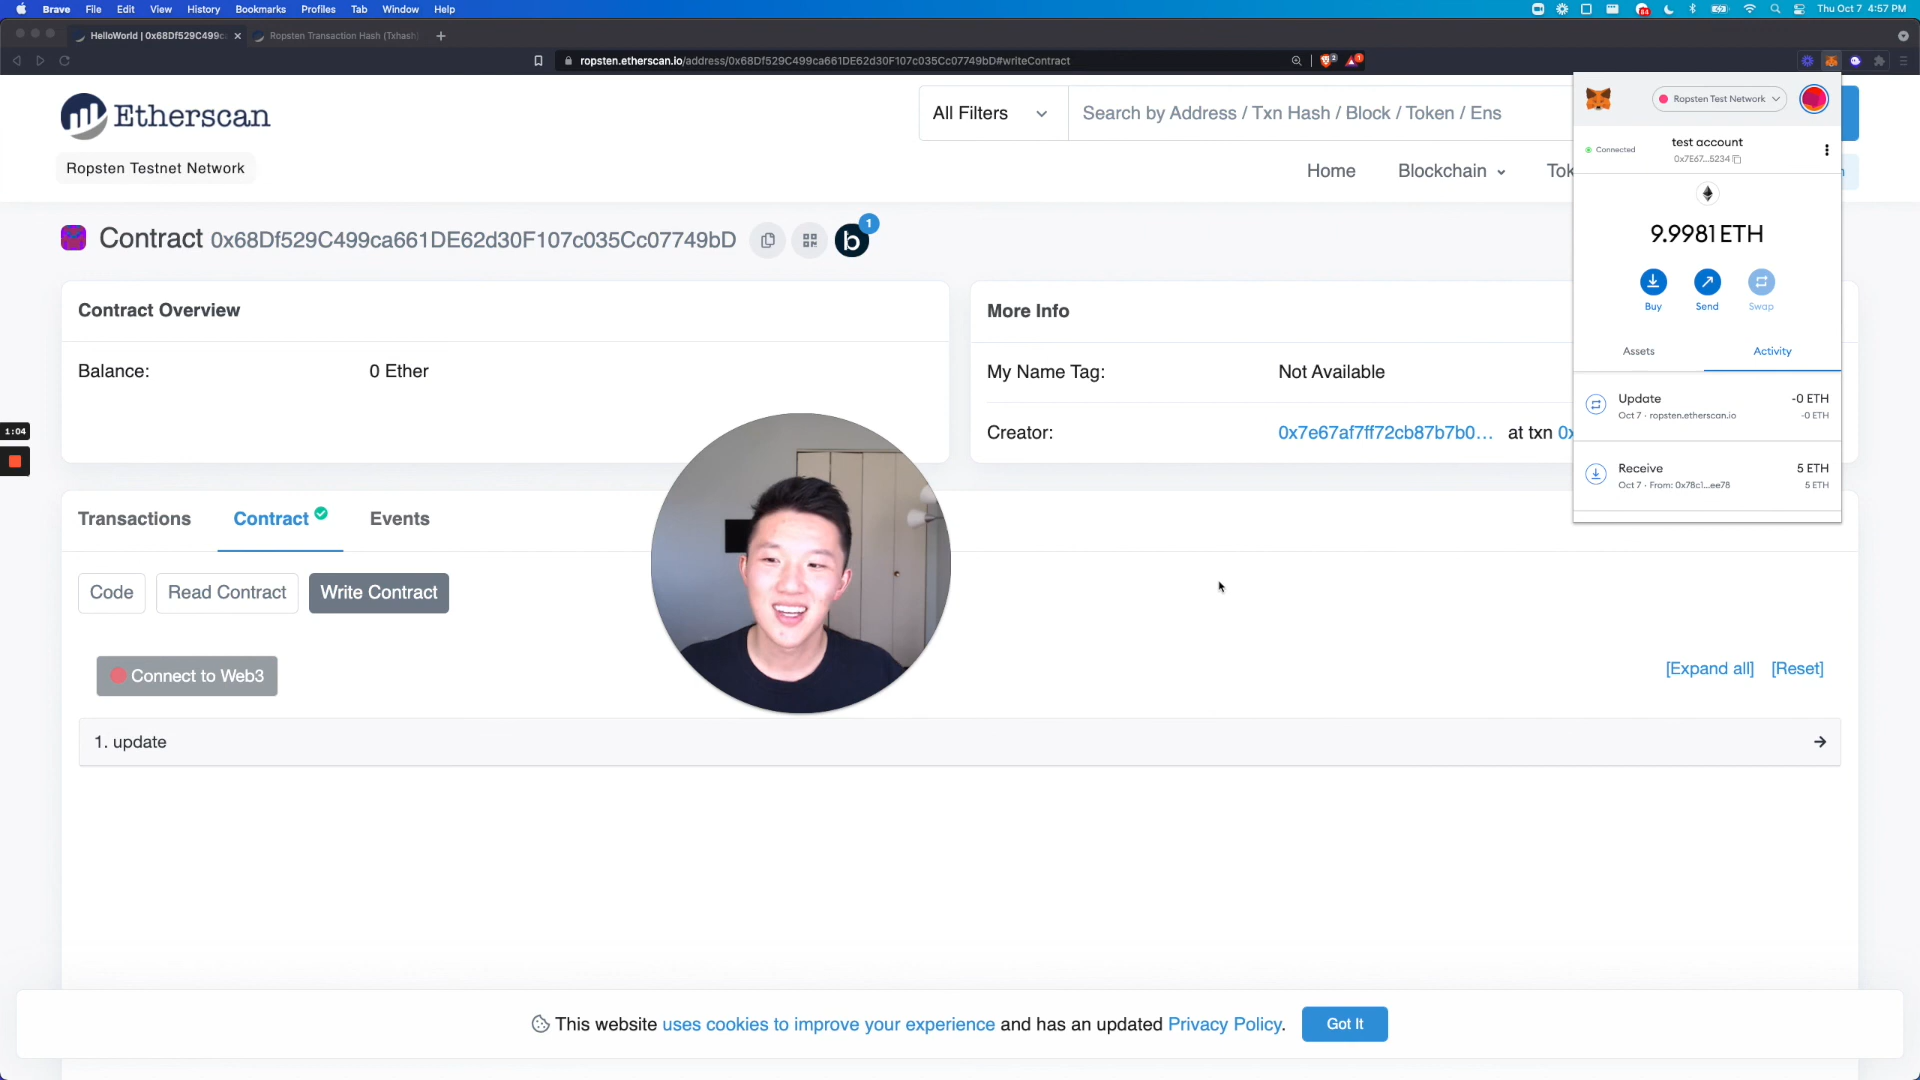 Brave File Edit View History Bookmarks Profiles Tab Window Help
84
Thu Oct 7 4:57 PM
HelloWorld | 0x68Df529C499c
Ropsten Transaction Hash (Txhash)
ropsten.etherscan.io/address/0x68Df529C499ca661DE62d30F107c035Cc07749bD#writeContract
Etherscan
Ropsten Testnet Network
All Filters
Search by Address / Txn Hash / Block / Token / Ens
Home Blockchain Tok
Contract 0x68Df529C499ca661DE62d30F107c035Cc07749bD
b 1
Contract Overview
Balance: 0 Ether
More Info
My Name Tag: Not Available
Creator: 0x7e67af7ff72cb87b7b0... at txn 0x
Ropsten Test Network
Connected
test account
0x7E67...5234
9.9981 ETH
Buy Send Swap
Assets Activity
Update -0 ETH
Oct 7 · ropsten.etherscan.io -0 ETH
Receive 5 ETH
Oct 7 · From: 0x78c1...ee78 5 ETH
1:04
Transactions Contract Events
Code Read Contract Write Contract
Connect to Web3
[Expand all] [Reset]
1. update
This website uses cookies to improve your experience and has an updated Privacy Policy.
Got It